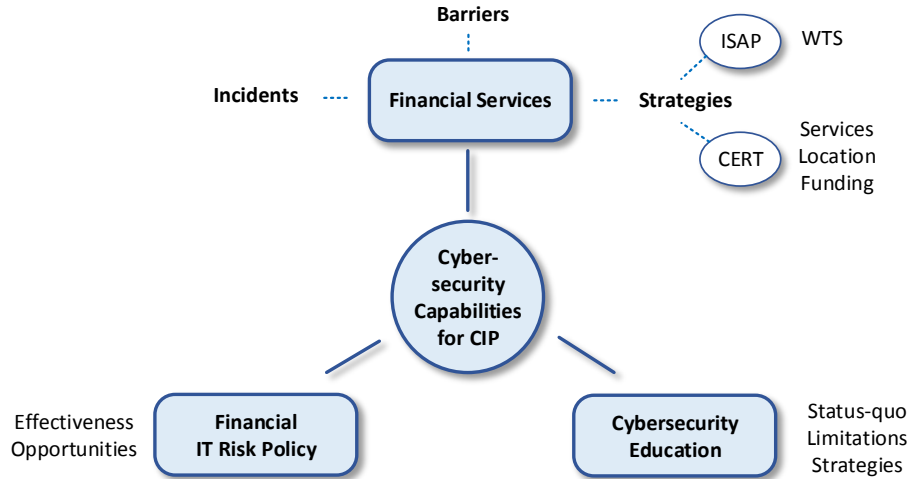 Barriers
ISAP
WTS
Incidents
Financial Services
Strategies
CERT
Services
Location
Funding
Cyber-
security
Capabilities
for CIP
Effectiveness
Opportunities
Financial
IT Risk Policy
Cybersecurity
Education
Status-quo
Limitations
Strategies